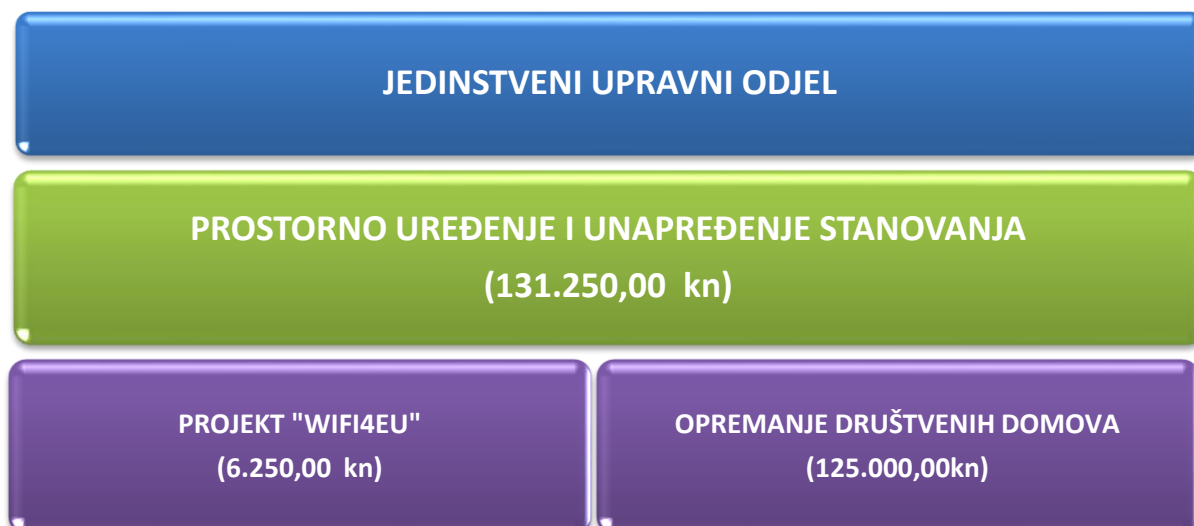 JEDINSTVENI UPRAVNI ODJEL
PROSTORNO UREĐENJE I UNAPREĐENJE STANOVANJA
(131.250,00 kn)
PROJEKT "WIFI4EU"
(6.250,00 kn)
OPREMANJE DRUŠTVENIH DOMOVA
(125.000,00kn)